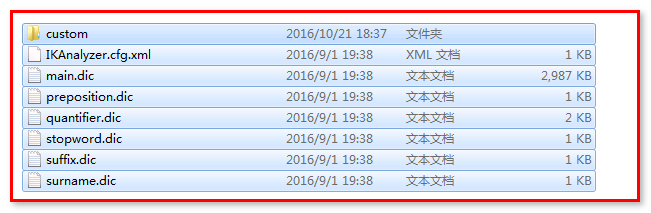 custom 2016/10/21 18:37 文件夹
IKAnalyzer.cfg.xml 2016/9/1 19:38 XML 文档 1 KB
main.dic 2016/9/1 19:38 文本文档 2,987 KB
preposition.dic 2016/9/1 19:38 文本文档 1 KB
quantifier.dic 2016/9/1 19:38 文本文档 2 KB
stopword.dic 2016/9/1 19:38 文本文档 1 KB
suffix.dic 2016/9/1 19:38 文本文档 1 KB
surname.dic 2016/9/1 19:38 文本文档 1 KB